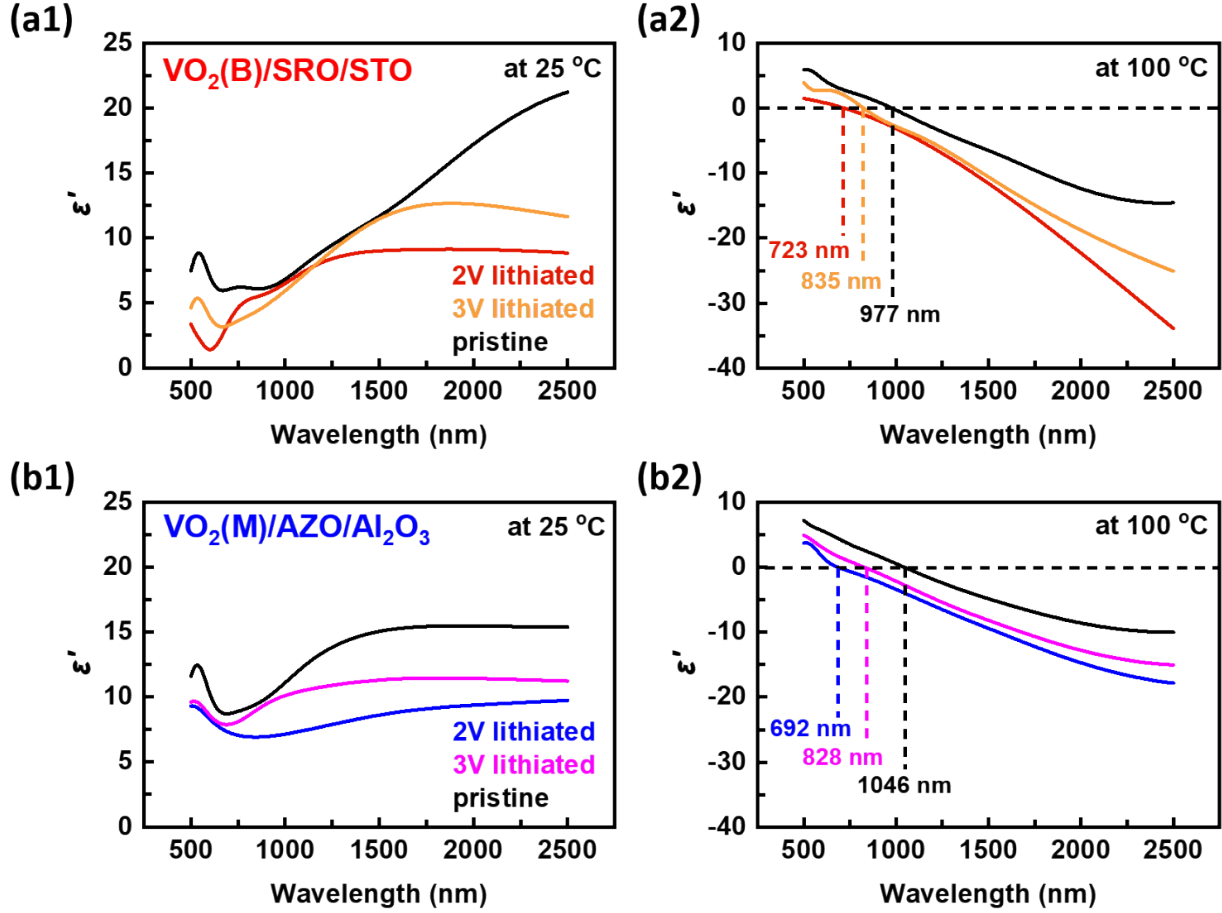 (a1)
25
20
15
10
5
0
ε'
VO2(B)/SRO/STO
at 25 °C
2V lithiated
3V lithiated
pristine
500 1000 1500 2000 2500
Wavelength (nm)
(a2)
10
0
-10
-20
-30
-40
ε'
at 100 °C
723 nm
835 nm
977 nm
500 1000 1500 2000 2500
Wavelength (nm)
(b1)
25
20
15
10
5
0
ε'
VO2(M)/AZO/Al2O3
at 25 °C
2V lithiated
3V lithiated
pristine
500 1000 1500 2000 2500
Wavelength (nm)
(b2)
10
0
-10
-20
-30
-40
ε'
at 100 °C
692 nm
828 nm
1046 nm
500 1000 1500 2000 2500
Wavelength (nm)